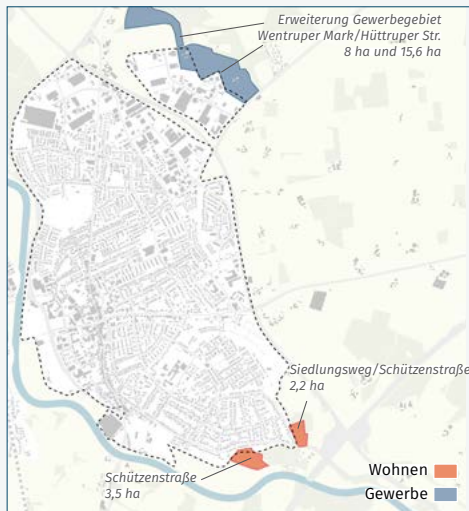 Erweiterung Gewerbegebiet
Wentruper Mark/Hüttruper Str.
8 ha und 15,6 ha
Siedlungsweg/Schützenstraße
2,2 ha
Schützenstraße
3,5 ha
Wohnen
Gewerbe